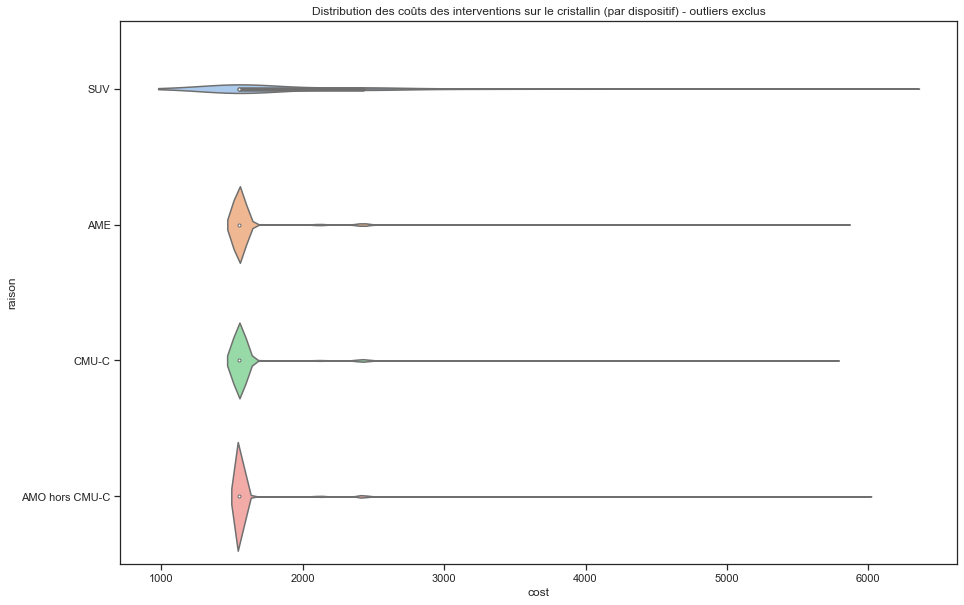 Distribution des coûts des interventions sur le cristallin (par dispositif) - outliers exclus
SUV
AME
raison
CMU-C
AMO hors CMU-C
1000 2000 3000 4000 5000 6000
cost